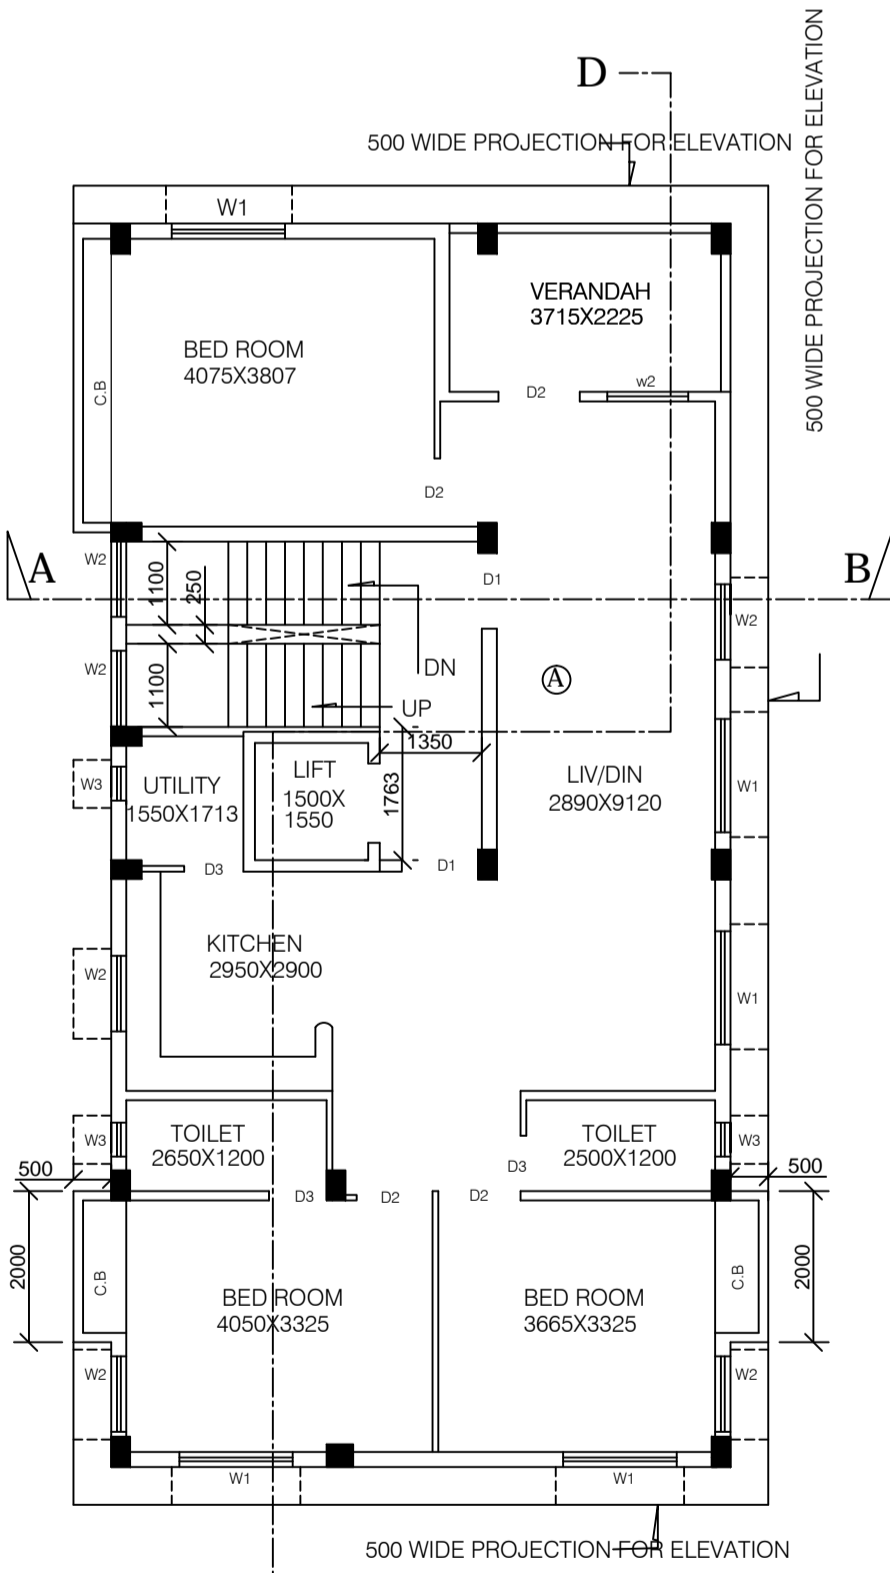 D
500 WIDE PROJECTION FOR ELEVATION
500 WIDE PROJECTION FOR ELEVATION
W1
VERANDAH
3715X2225
BED ROOM
4075X3807
C.B
D2
w2
D2
A
B
W2
1100
250
D1
W2
W2
1100
DN
UP
A
1350
1763
LIFT
1500X
1550
UTILITY
1550X1713
W3
LIV/DIN
2890X9120
W1
D3
D1
KITCHEN
2950X2900
W2
W1
TOILET
2650X1200
W3
TOILET
2500X1200
W3
D3
500
500
D3
D2
D2
2000
C.B
BED ROOM
4050X3325
BED ROOM
3665X3325
C.B
2000
W2
W2
W1
W1
500 WIDE PROJECTION FOR ELEVATION